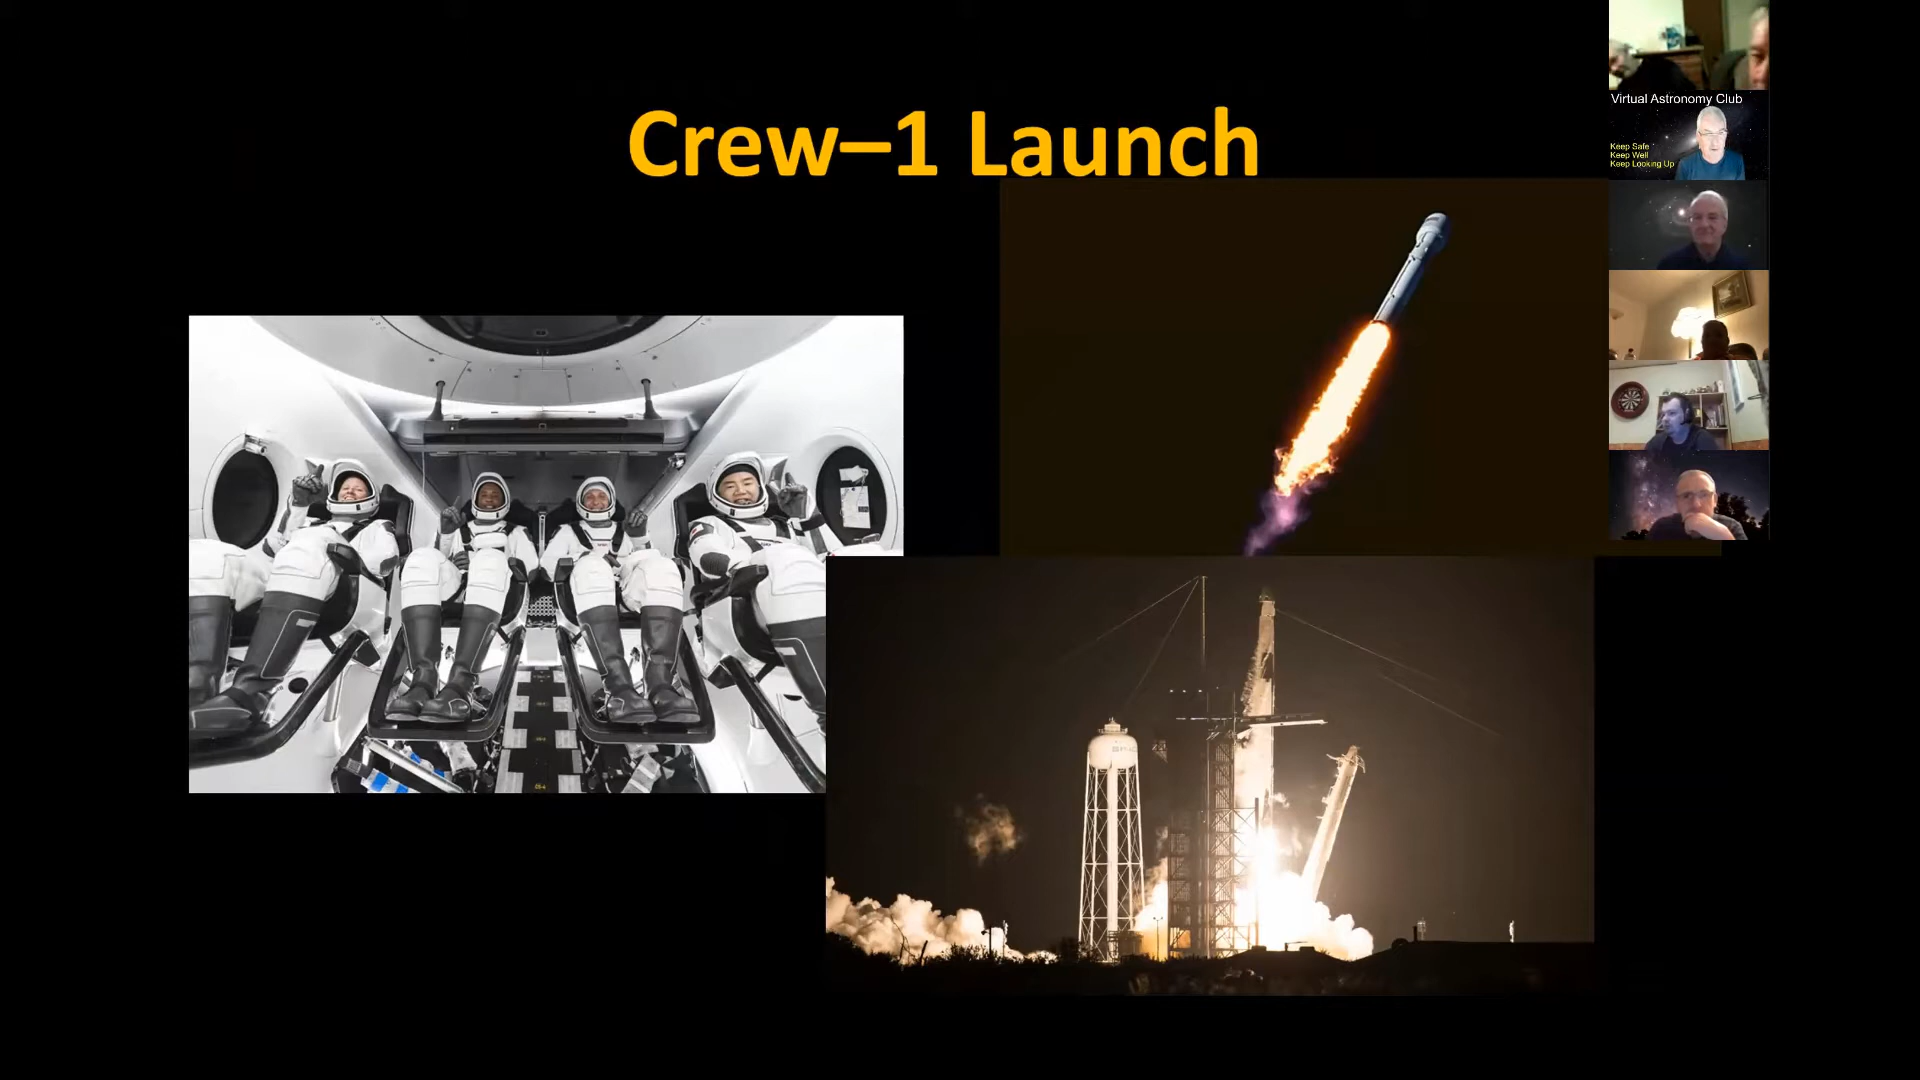 Crew–1 Launch
Virtual Astronomy Club
Keep Safe
Keep Well
Keep Looking Up